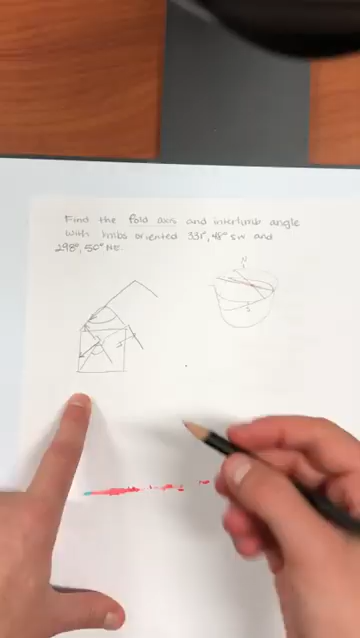 Find the fold axis and interlimb angle
with limbs oriented 331°, 48° SW and
298°, 50° NE.
N
S